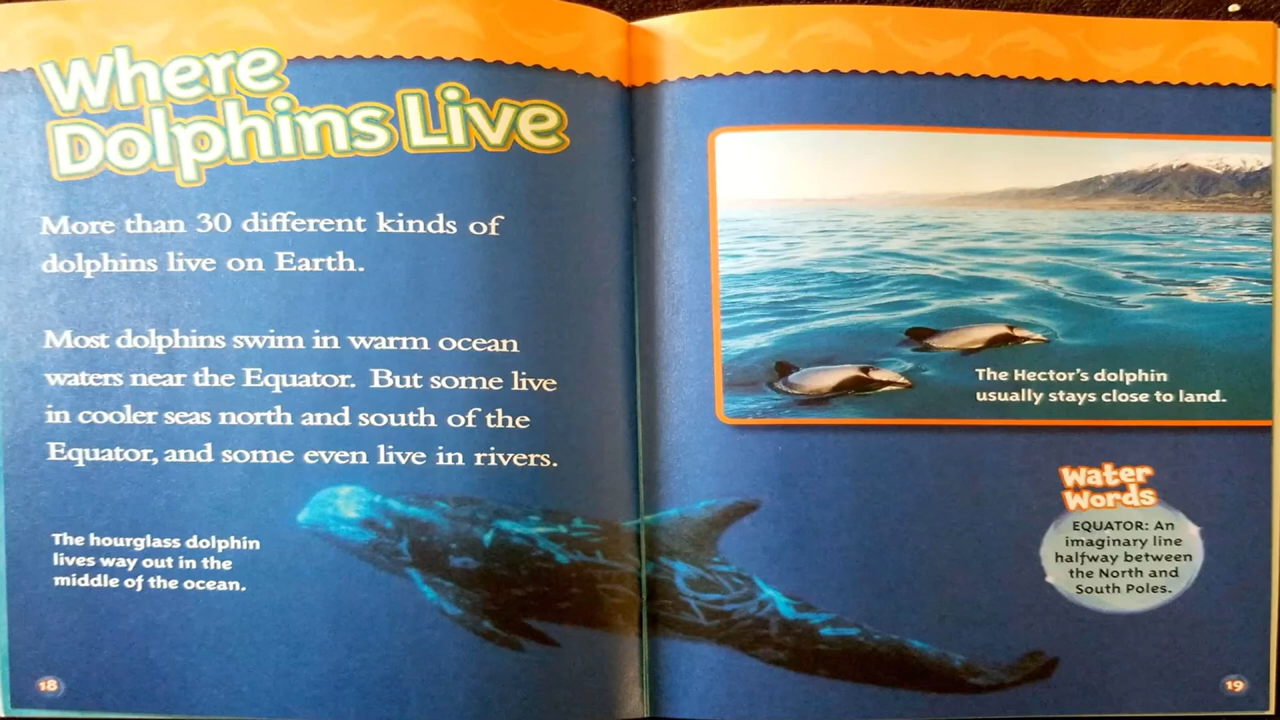 Where
Dolphins Live
More than 30 different kinds of
dolphins live on Earth.
Most dolphins swim in warm ocean
waters near the Equator. But some live
in cooler seas north and south of the
Equator, and some even live in rivers.
The hourglass dolphin
lives way out in the
middle of the ocean.
18
The Hector's dolphin
usually stays close to land.
Water
Words
EQUATOR: An
imaginary line
halfway between
the North and
South Poles.
19